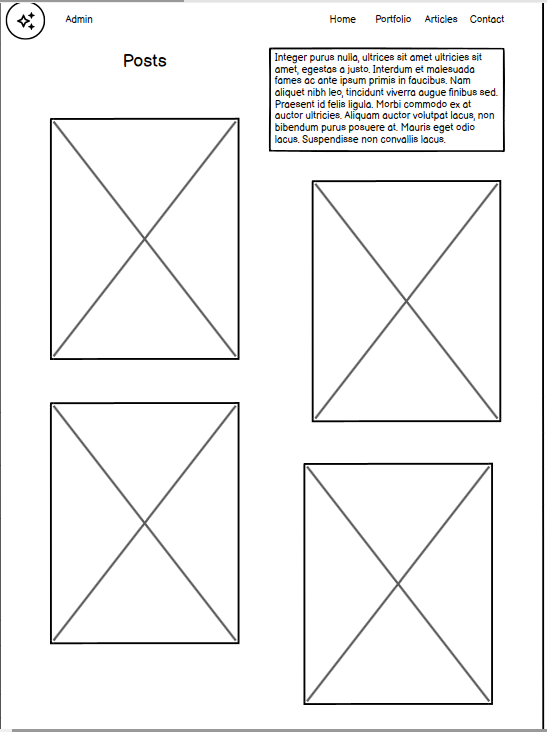 Admin
Home Portfolio Articles Contact
Posts
Integer purus nulla, ultrices sit amet ultricies sit
amet, egestas a justo. Interdum et malesuada
fames ac ante ipsum primis in faucibus. Nam
aliquet nibh leo, tincidunt viverra augue finibus sed.
Praesent id felis ligula. Morbi commodo ex at
auctor ultricies. Aliquam auctor volutpat lacus, non
bibendum purus posuere at. Mauris eget odio
lacus. Suspendisse non convallis lacus.